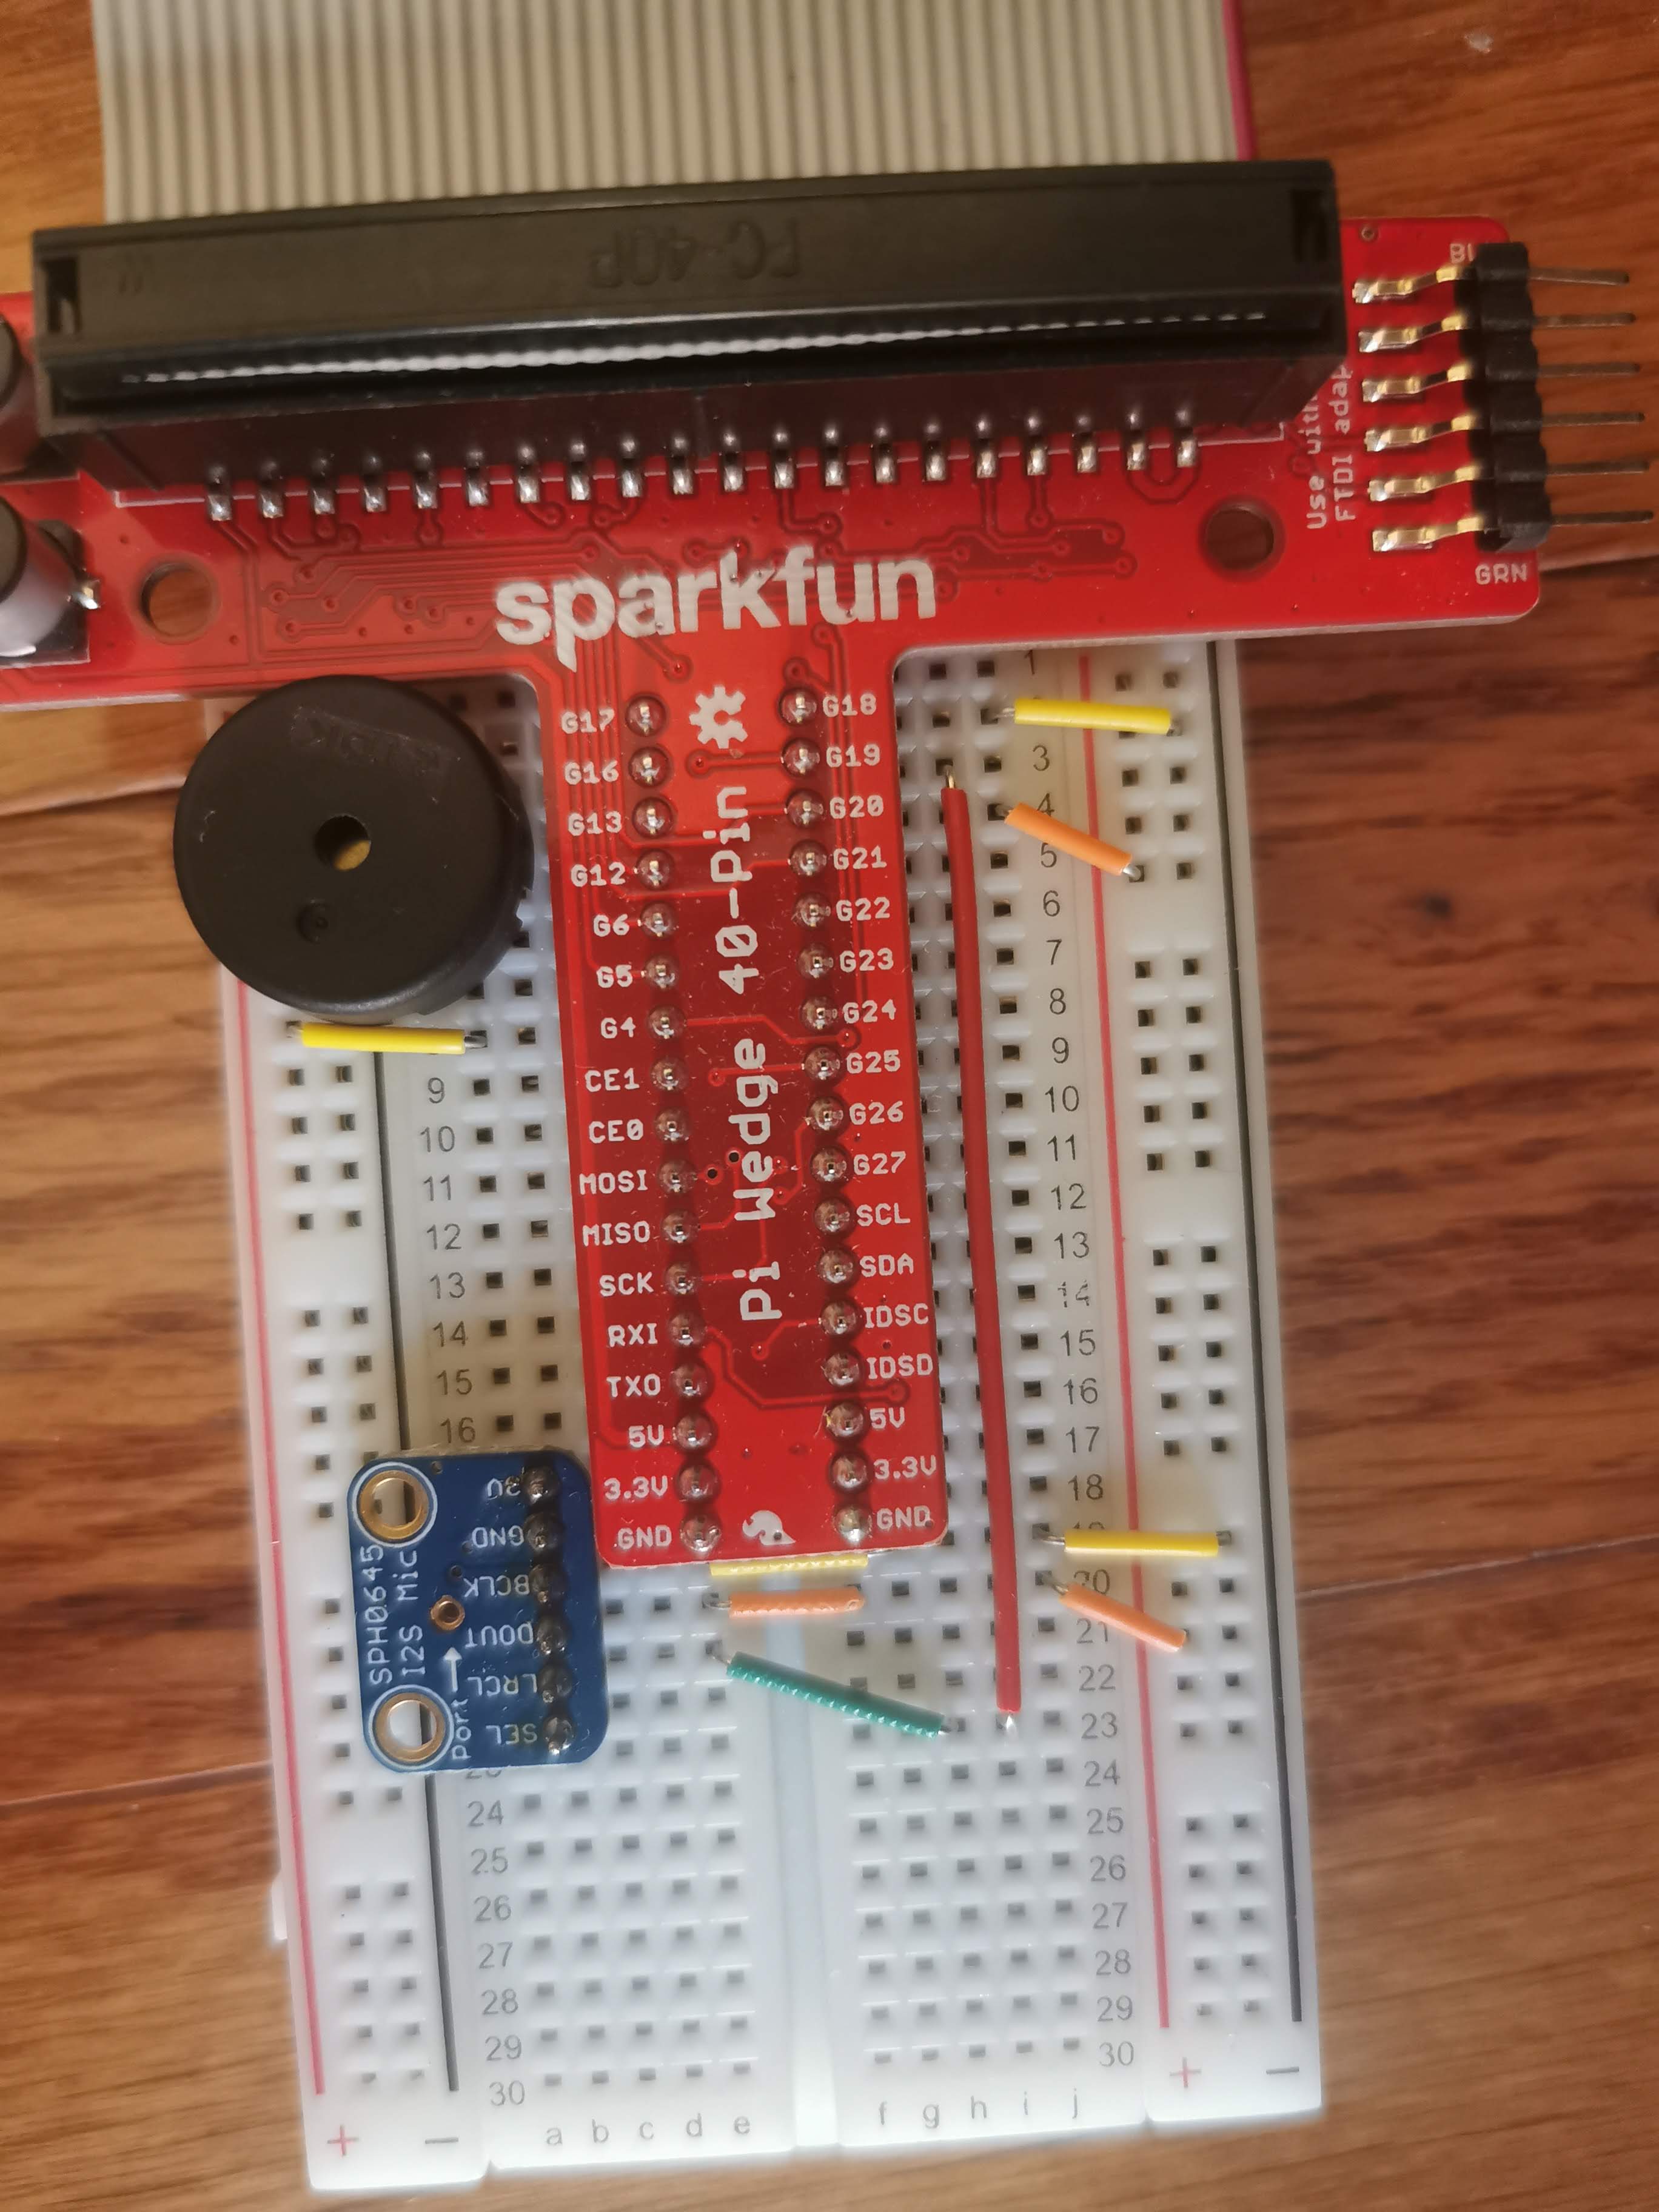 FC-40P
Use with
FTDI adap
GRN
sparkfun
G17
G16
G13
G12
G6
G5
G4
CE1
CE0
MOSI
MISO
SCK
RXI
TXO
5V
3.3V
GND
Pi Wedge 40-pin
G18
G19
G20
G21
G22
G23
G24
G25
G26
G27
SCL
SDA
IDSC
IDSD
5V
3.3V
GND
3V
GND
BCLK
DOUT
LRCL
SEL
SPH0645
I2S Mic
Port
9
10
11
12
13
14
15
16
24
25
26
27
28
29
30
1
3
4
5
6
7
8
9
10
11
12
13
14
15
16
17
18
19
20
21
22
23
24
25
26
27
28
29
30
a b c d e
f g h i j
+ −
+ −